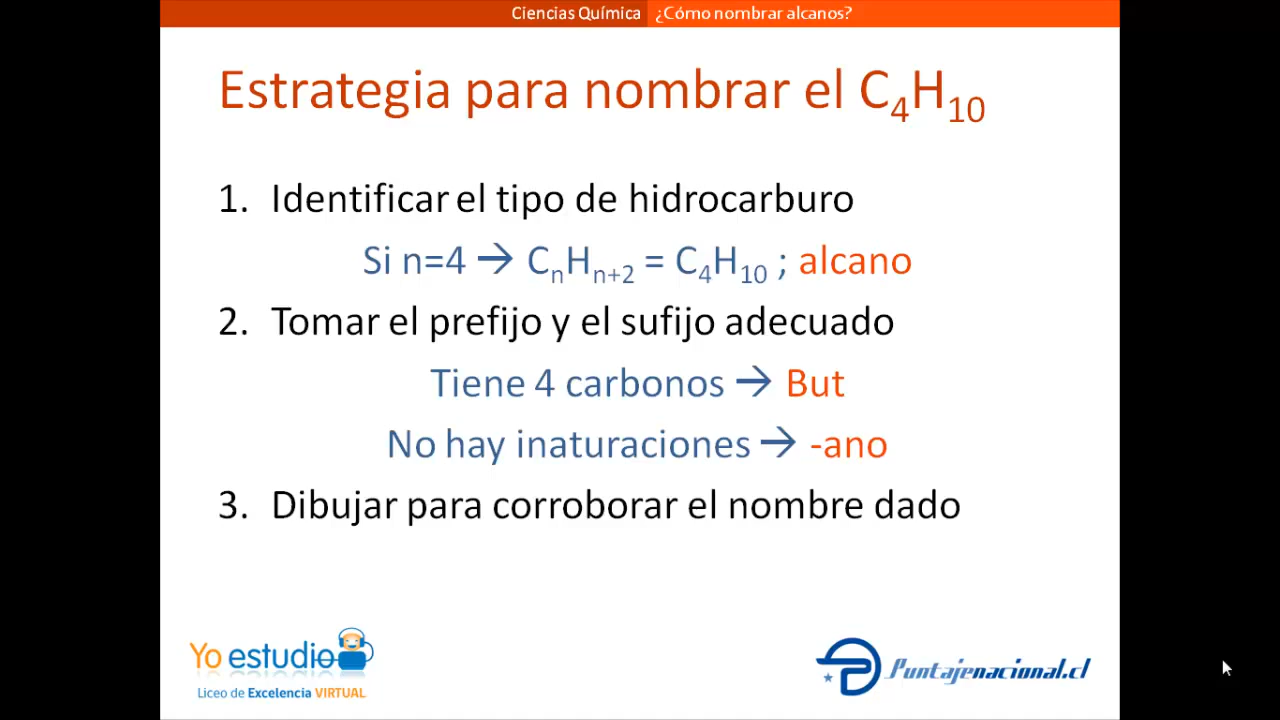 Ciencias Química ¿Cómo nombrar alcanos?
Estrategia para nombrar el C₄H₁₀
1. Identificar el tipo de hidrocarburo
Si n=4 → CₙHₙ₊₂ = C₄H₁₀ ; alcano
2. Tomar el prefijo y el sufijo adecuado
Tiene 4 carbonos → But
No hay inaturaciones → -ano
3. Dibujar para corroborar el nombre dado
Yo estudio
Liceo de Excelencia VIRTUAL
Puntajenacional.cl